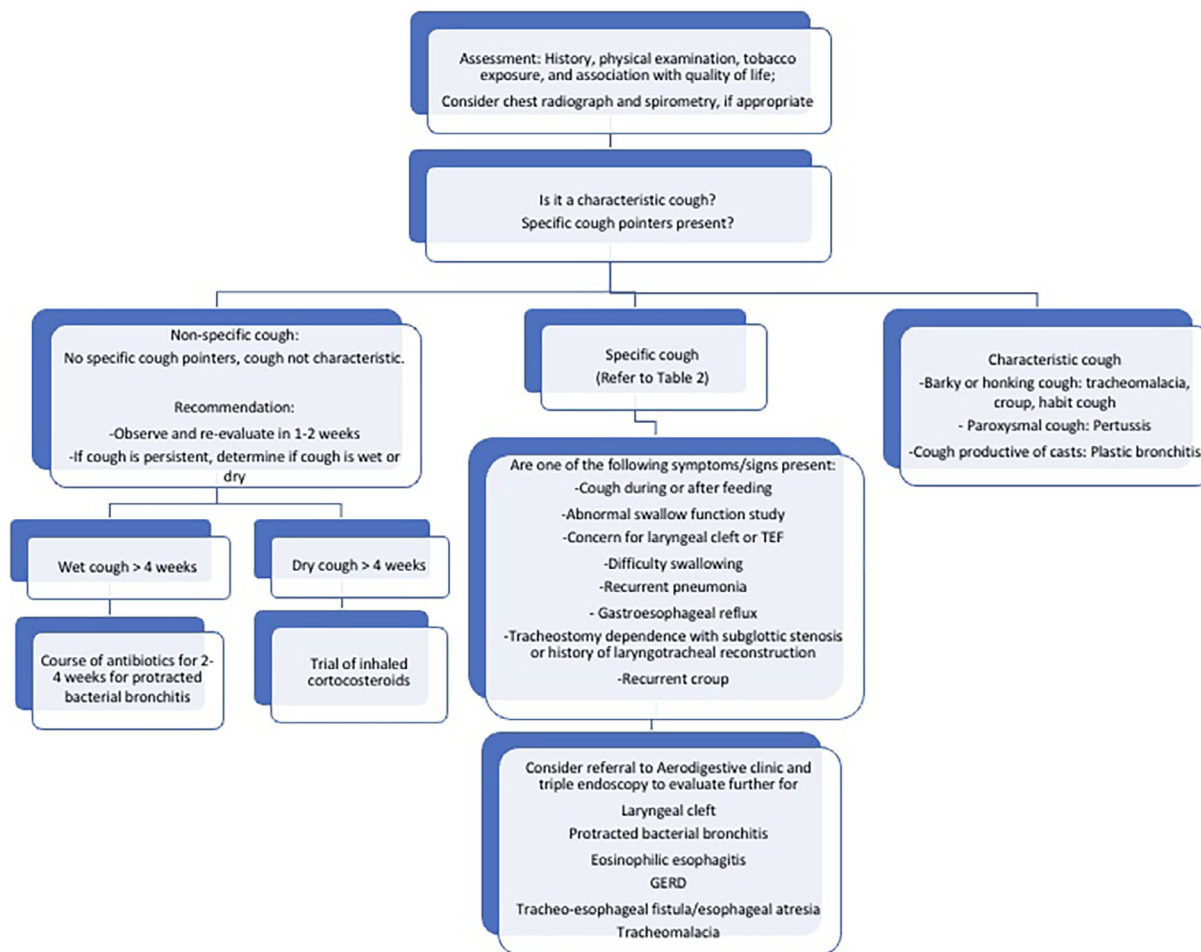 Assessment: History, physical examination, tobacco
exposure, and association with quality of life;
Consider chest radiograph and spirometry, if appropriate
Is it a characteristic cough?
Specific cough pointers present?
Non-specific cough:
No specific cough pointers, cough not characteristic.
Recommendation:
-Observe and re-evaluate in 1-2 weeks
-If cough is persistent, determine if cough is wet or
dry
Wet cough > 4 weeks
Course of antibiotics for 2-
4 weeks for protracted
bacterial bronchitis
Dry cough > 4 weeks
Trial of inhaled
cortocosteroids
Specific cough
(Refer to Table 2)
Are one of the following symptoms/signs present:
-Cough during or after feeding
-Abnormal swallow function study
-Concern for laryngeal cleft or TEF
-Difficulty swallowing
-Recurrent pneumonia
- Gastroesophageal reflux
-Tracheostomy dependence with subglottic stenosis
or history of laryngotracheal reconstruction
-Recurrent croup
Consider referral to Aerodigestive clinic and
triple endoscopy to evaluate further for
Laryngeal cleft
Protracted bacterial bronchitis
Eosinophilic esophagitis
GERD
Tracheo-esophageal fistula/esophageal atresia
Tracheomalacia
Characteristic cough
-Barky or honking cough: tracheomalacia,
croup, habit cough
- Paroxysmal cough: Pertussis
-Cough productive of casts: Plastic bronchitis